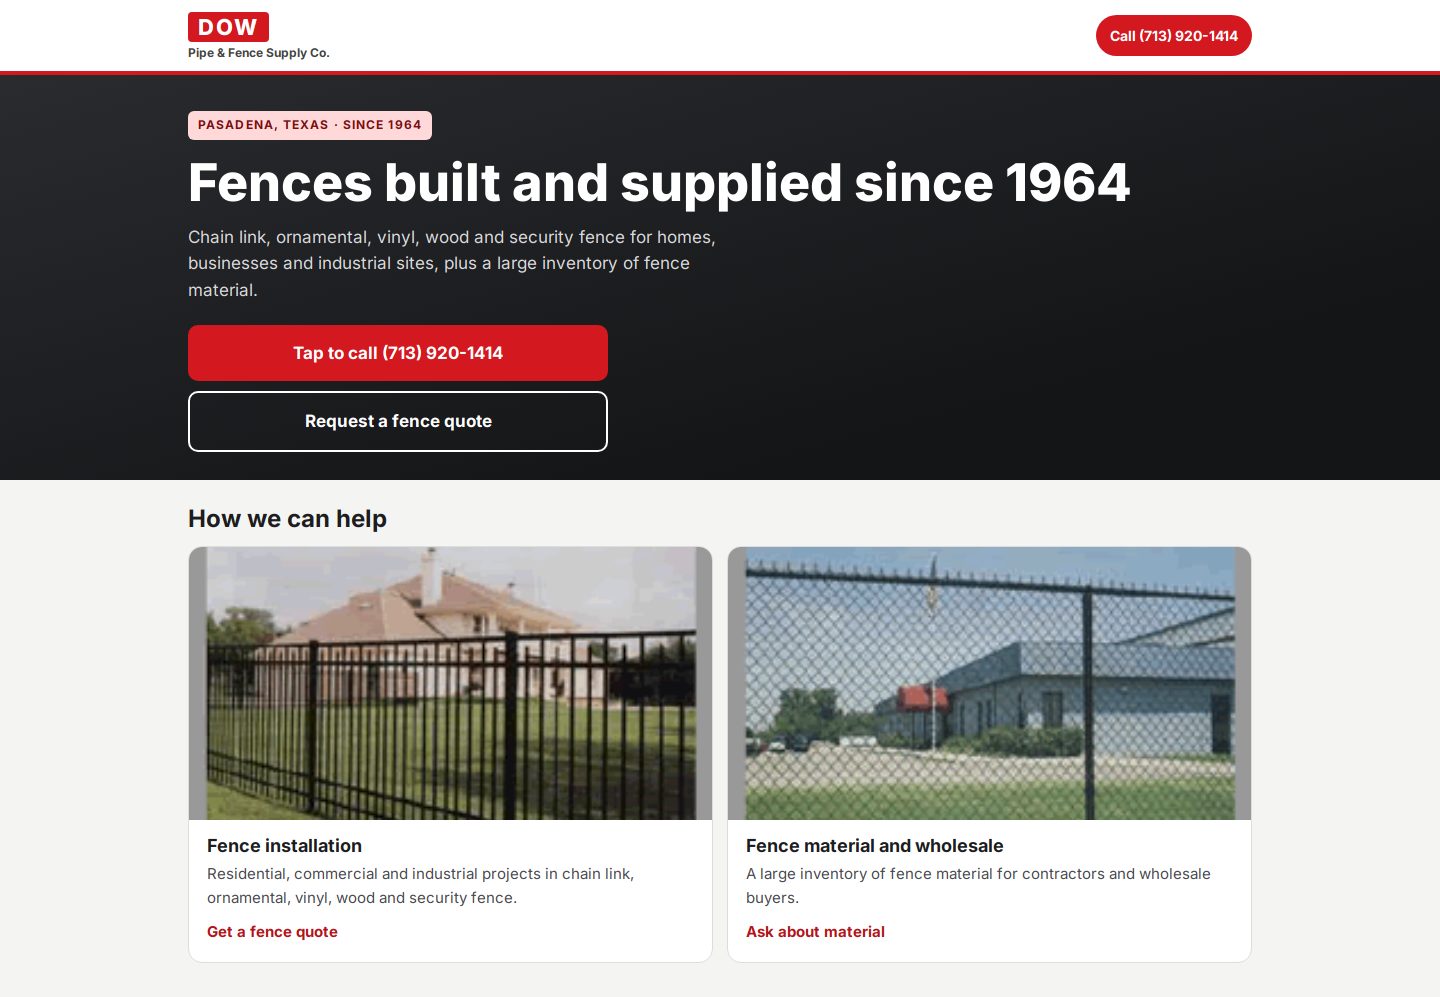 DOW
Pipe & Fence Supply Co.
Call (713) 920-1414
PASADENA, TEXAS · SINCE 1964
Fences built and supplied since 1964
Chain link, ornamental, vinyl, wood and security fence for homes,
businesses and industrial sites, plus a large inventory of fence
material.
Tap to call (713) 920-1414
Request a fence quote
How we can help
Fence installation
Residential, commercial and industrial projects in chain link,
ornamental, vinyl, wood and security fence.
Get a fence quote
Fence material and wholesale
A large inventory of fence material for contractors and wholesale
buyers.
Ask about material